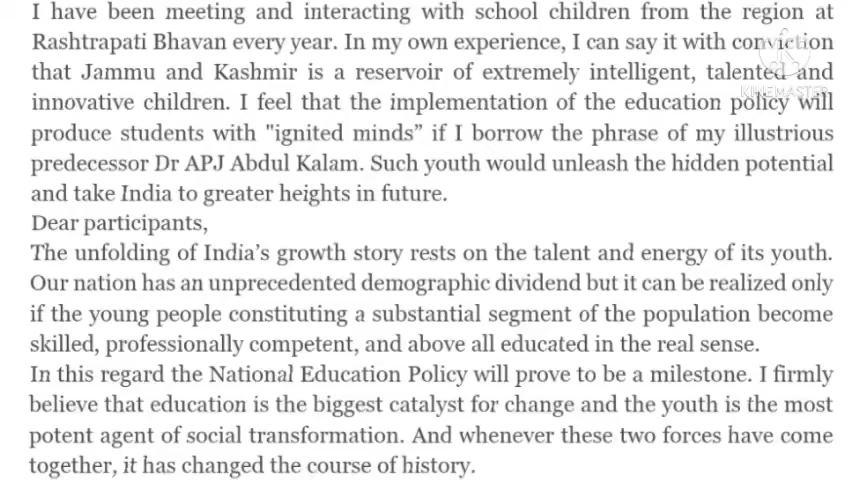 I have been meeting and interacting with school children from the region at
Rashtrapati Bhavan every year. In my own experience, I can say it with conviction
that Jammu and Kashmir is a reservoir of extremely intelligent, talented and
innovative children. I feel that the implementation of the education policy will
KINEMASTER
produce students with "ignited minds” if I borrow the phrase of my illustrious
predecessor Dr APJ Abdul Kalam. Such youth would unleash the hidden potential
and take India to greater heights in future.
Dear participants,
The unfolding of India’s growth story rests on the talent and energy of its youth.
Our nation has an unprecedented demographic dividend but it can be realized only
if the young people constituting a substantial segment of the population become
skilled, professionally competent, and above all educated in the real sense.
In this regard the National Education Policy will prove to be a milestone. I firmly
believe that education is the biggest catalyst for change and the youth is the most
potent agent of social transformation. And whenever these two forces have come
together, it has changed the course of history.